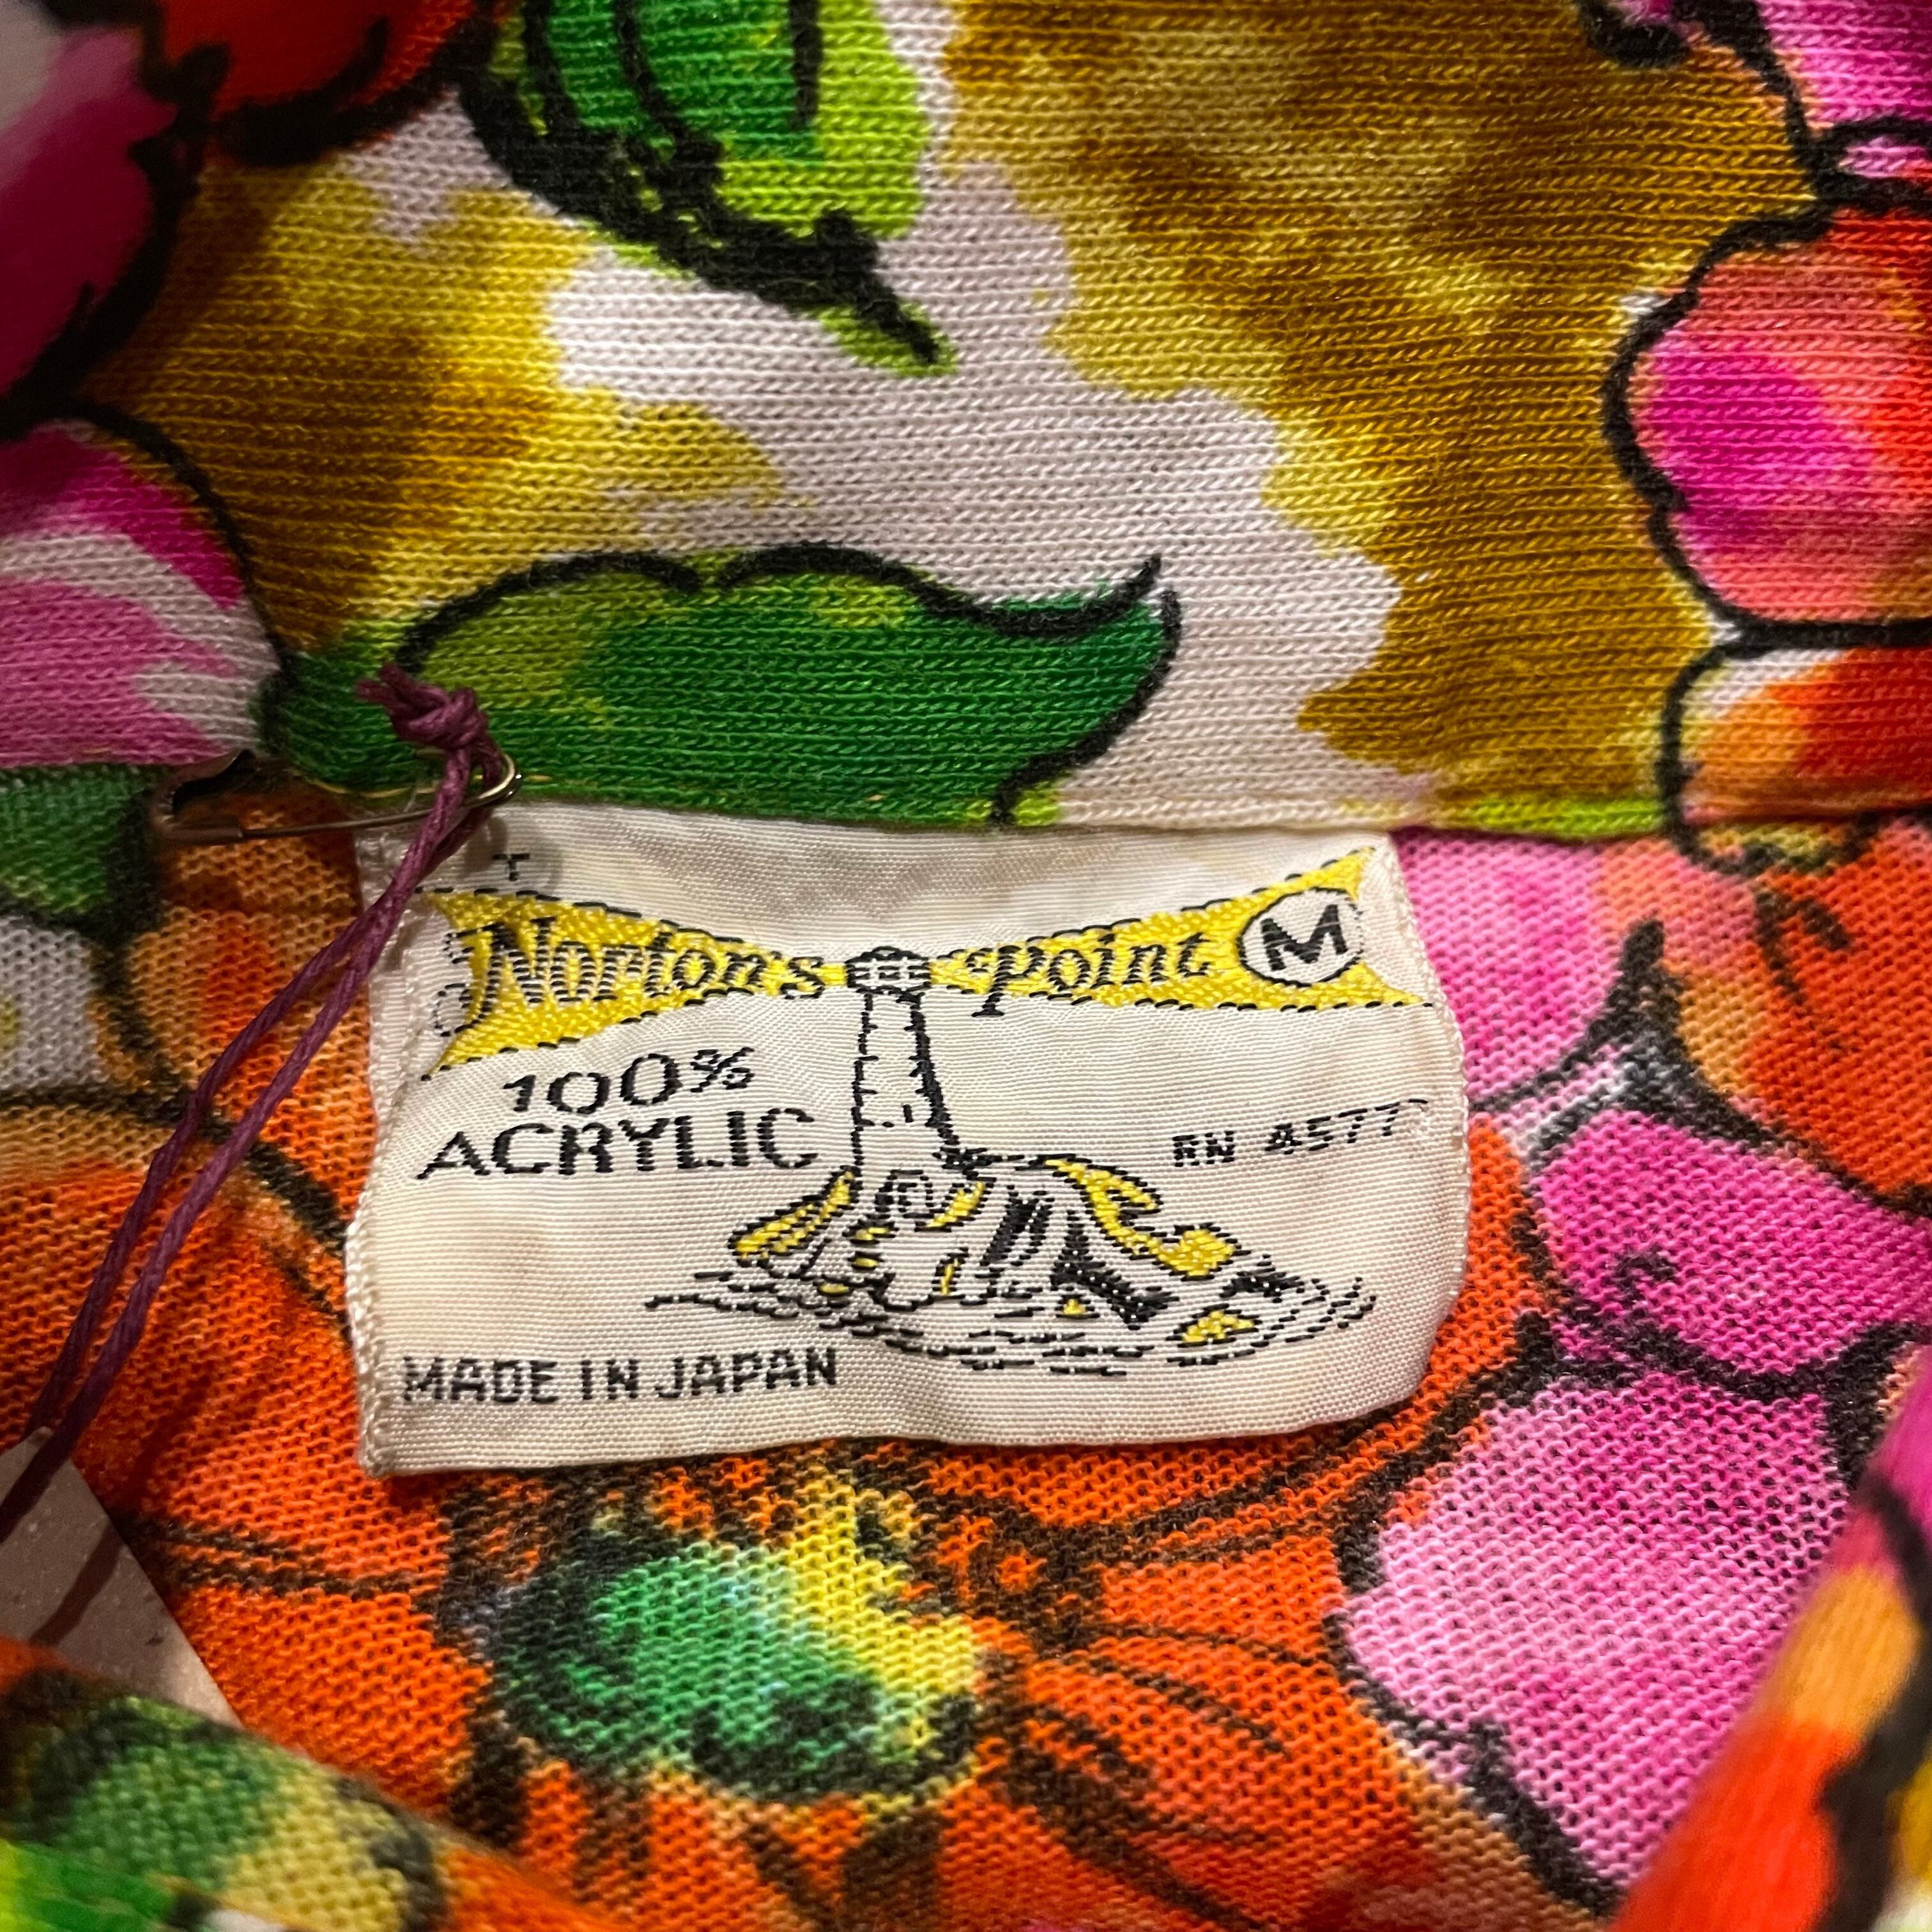 T
Norton's Point M
100%
ACRYLIC
RN 4577
MADE IN JAPAN